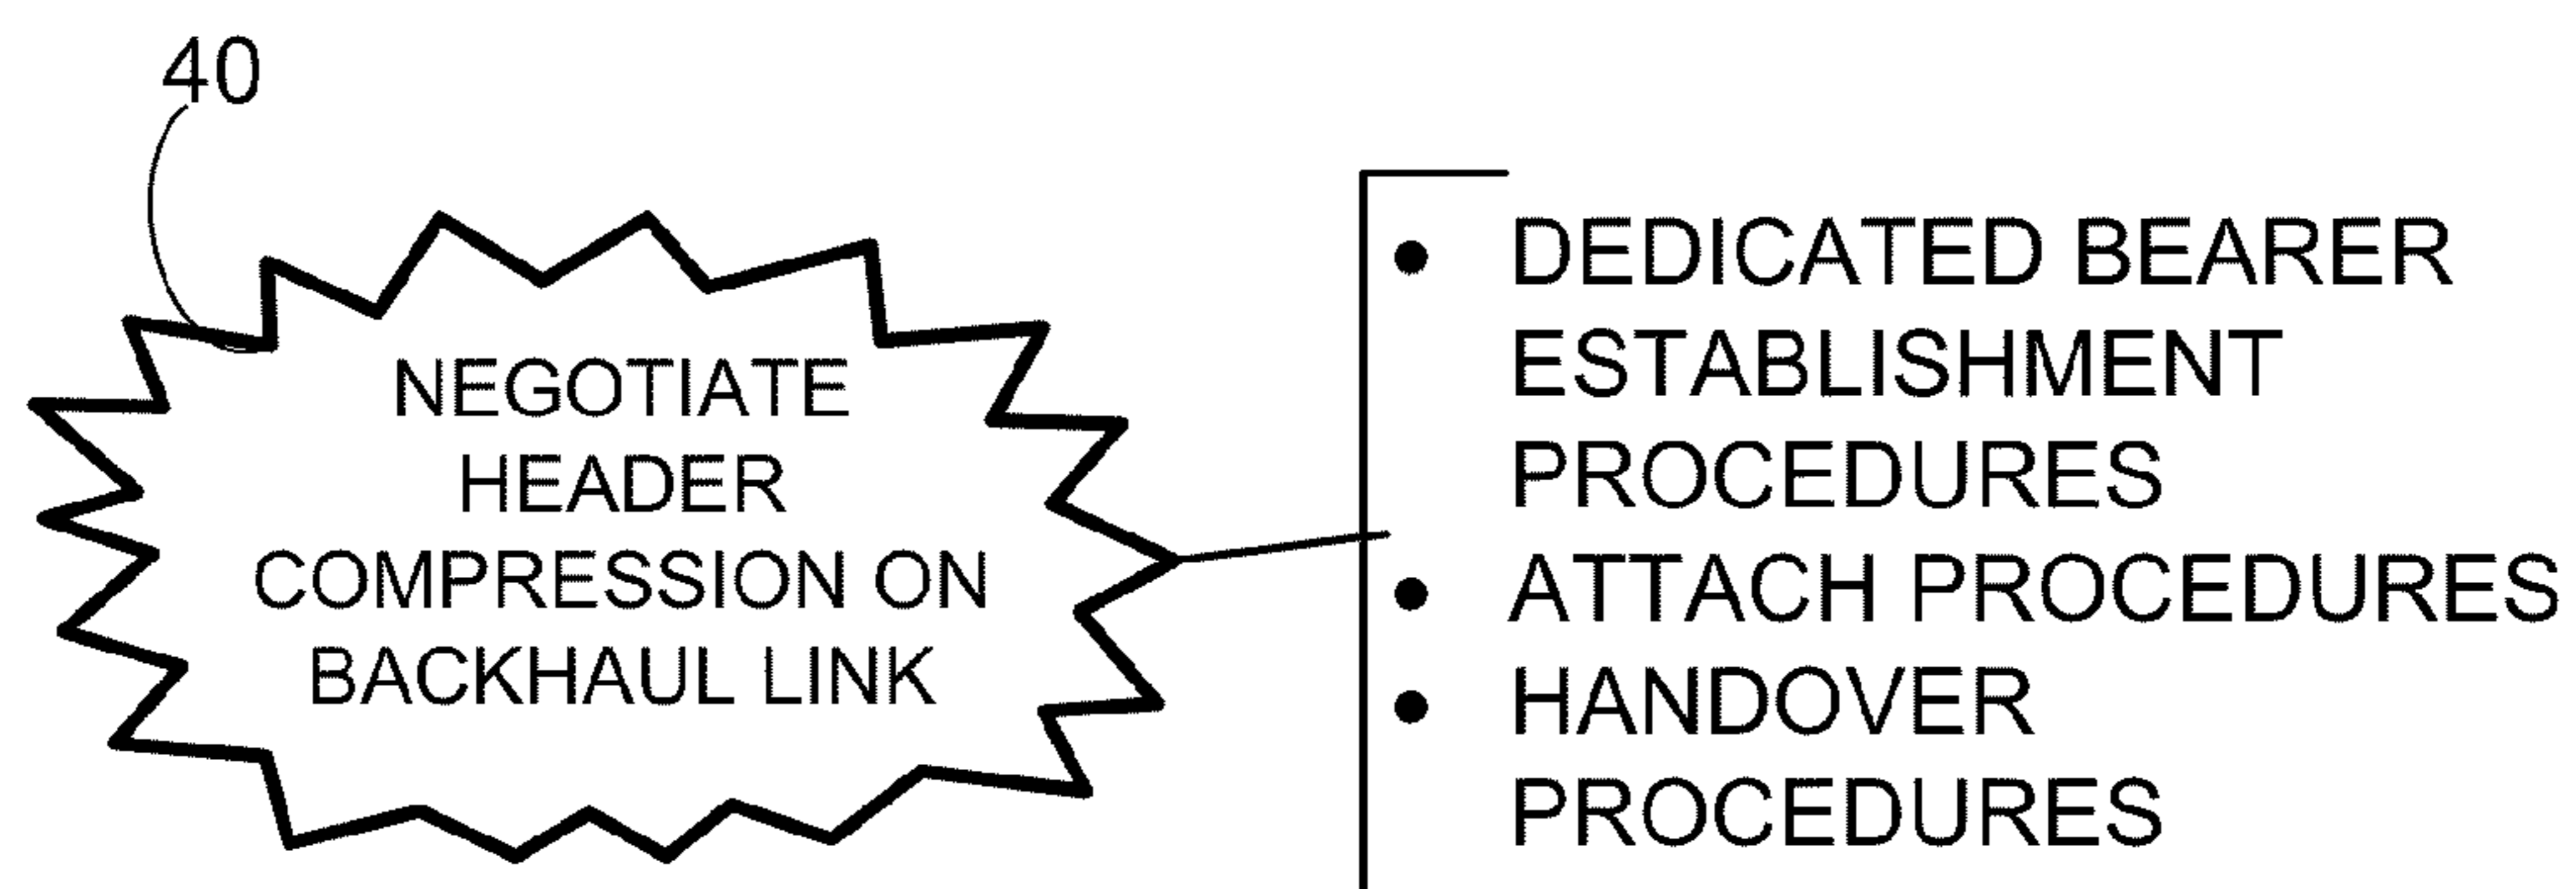 40
NEGOTIATE
HEADER
COMPRESSION ON
BACKHAUL LINK
• DEDICATED BEARER
ESTABLISHMENT
PROCEDURES
• ATTACH PROCEDURES
• HANDOVER
PROCEDURES